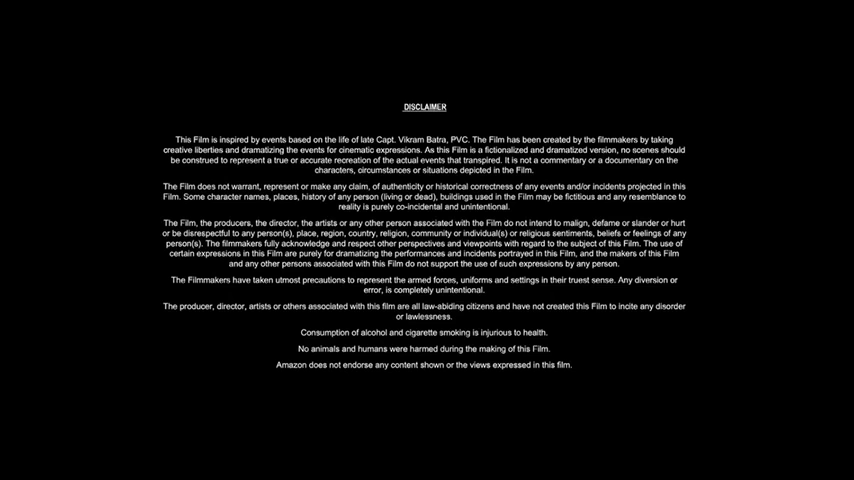 DISCLAIMER
This Film is inspired by events based on the life of late Capt. Vikram Batra, PVC. The Film has been created by the filmmakers by taking
creative liberties and dramatizing the events for cinematic expressions. As this Film is a fictionalized and dramatized version, no scenes should
be construed to represent a true or accurate recreation of the actual events that transpired. It is not a commentary or a documentary on the
characters, circumstances or situations depicted in the Film.
The Film does not warrant, represent or make any claim, of authenticity or historical correctness of any events and/or incidents projected in this
Film. Some character names, places, history of any person (living or dead), buildings used in the Film may be fictitious and any resemblance to
reality is purely co-incidental and unintentional.
The Film, the producers, the director, the artists or any other person associated with the Film do not intend to malign, defame or slander or hurt
or be disrespectful to any person(s), place, region, country, religion, community or individual(s) or religious sentiments, beliefs or feelings of any
person(s). The filmmakers fully acknowledge and respect other perspectives and viewpoints with regard to the subject of this Film. The use of
certain expressions in this Film are purely for dramatizing the performances and incidents portrayed in this Film, and the makers of this Film
and any other persons associated with this Film do not support the use of such expressions by any person.
The Filmmakers have taken utmost precautions to represent the armed forces, uniforms and settings in their truest sense. Any diversion or
error, is completely unintentional.
The producer, director, artists or others associated with this film are all law-abiding citizens and have not created this Film to incite any disorder
or lawlessness.
Consumption of alcohol and cigarette smoking is injurious to health.
No animals and humans were harmed during the making of this Film.
Amazon does not endorse any content shown or the views expressed in this film.